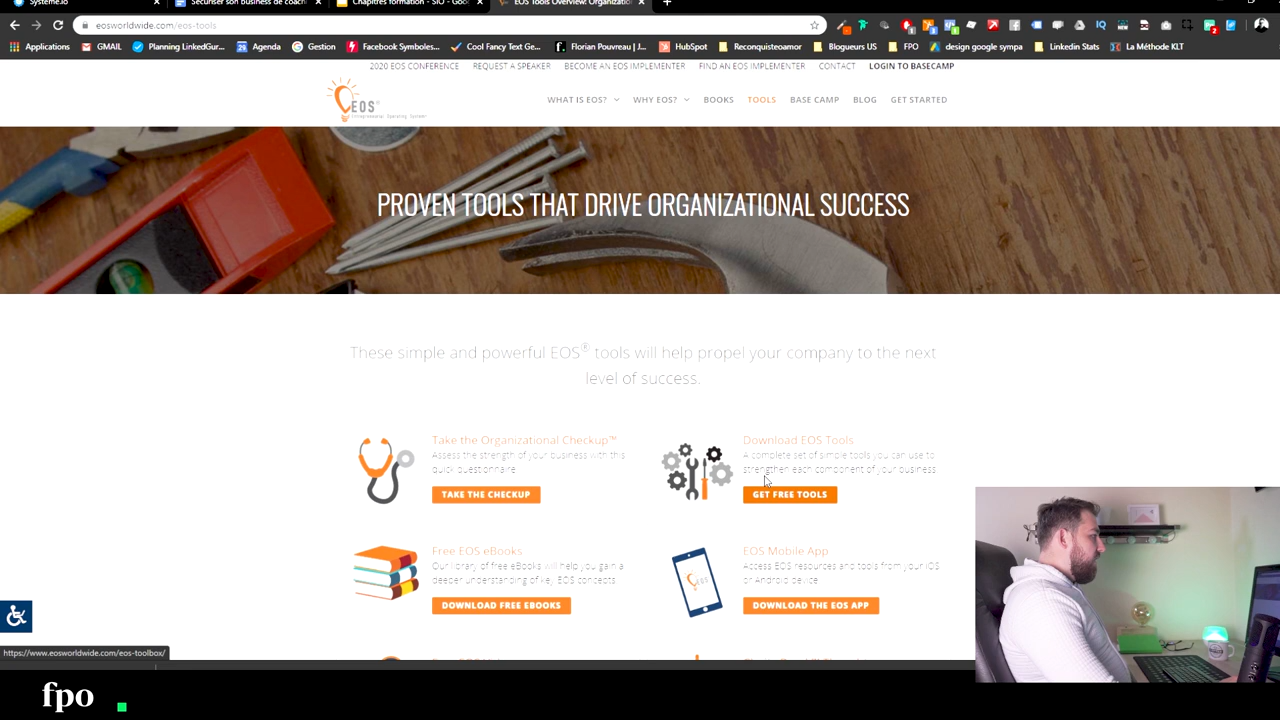 Systeme.io
Sécuriser son business de coach
Chapitres formation - SIO - Goo
EOS Tools Overview: Organizatio
eosworldwide.com/eos-tools
Applications
GMAIL
Planning LinkedGur...
Agenda
Gestion
Facebook Symboles...
Cool Fancy Text Ge...
Florian Pouvreau | J...
HubSpot
Reconquisteomarket...
Blogueurs US
FPO
design google sympa
Linkedin Stats
La Méthode KLT
2020 EOS CONFERENCE
REQUEST A SPEAKER
BECOME AN EOS IMPLEMENTER
FIND AN EOS IMPLEMENTER
CONTACT
LOGIN TO BASECAMP
EOS®
Entrepreneurial Operating System®
WHAT IS EOS?
WHY EOS?
BOOKS
TOOLS
BASE CAMP
BLOG
GET STARTED
PROVEN TOOLS THAT DRIVE ORGANIZATIONAL SUCCESS
These simple and powerful EOS® tools will help propel your company to the next
level of success.
Take the Organizational Checkup™
Assess the strength of your business with this
quick questionnaire
TAKE THE CHECKUP
Download EOS Tools
A complete set of simple tools you can use to
strengthen each component of your business
GET FREE TOOLS
Free EOS eBooks
Our library of free eBooks will help you gain a
deeper understanding of key EOS concepts
DOWNLOAD FREE EBOOKS
EOS
EOS Mobile App
Access EOS resources and tools from your iOS
or Android device
DOWNLOAD THE EOS APP
https://www.eosworldwide.com/eos-toolbox/
fpo